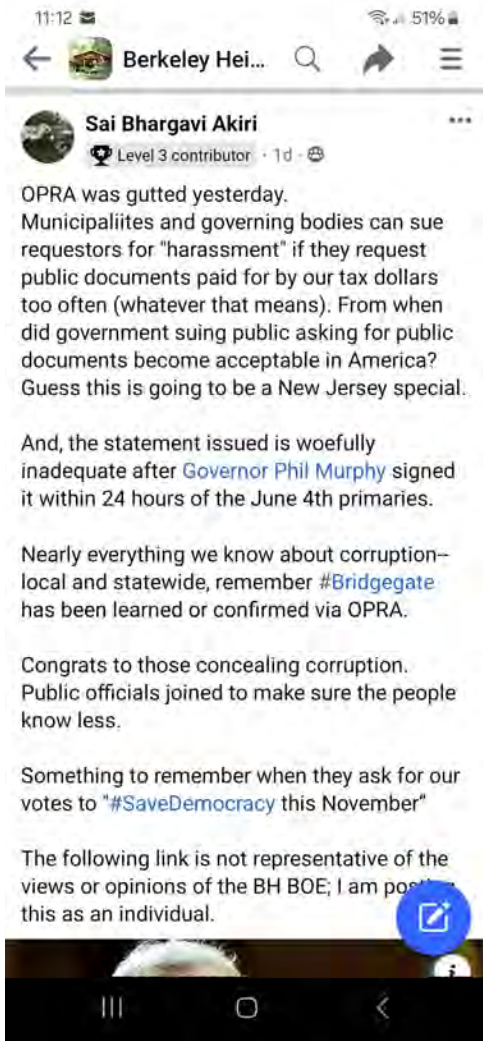 11:12 51%
Berkeley Hei...
Sai Bhargavi Akiri
Level 3 contributor · 1d ·
OPRA was gutted yesterday.
Municipaliites and governing bodies can sue
requestors for "harassment" if they request
public documents paid for by our tax dollars
too often (whatever that means). From when
did government suing public asking for public
documents become acceptable in America?
Guess this is going to be a New Jersey special.
And, the statement issued is woefully
inadequate after Governor Phil Murphy signed
it within 24 hours of the June 4th primaries.
Nearly everything we know about corruption--
local and statewide, remember #Bridgegate
has been learned or confirmed via OPRA.
Congrats to those concealing corruption.
Public officials joined to make sure the people
know less.
Something to remember when they ask for our
votes to "#SaveDemocracy this November"
The following link is not representative of the
views or opinions of the BH BOE; I am
this as an individual.